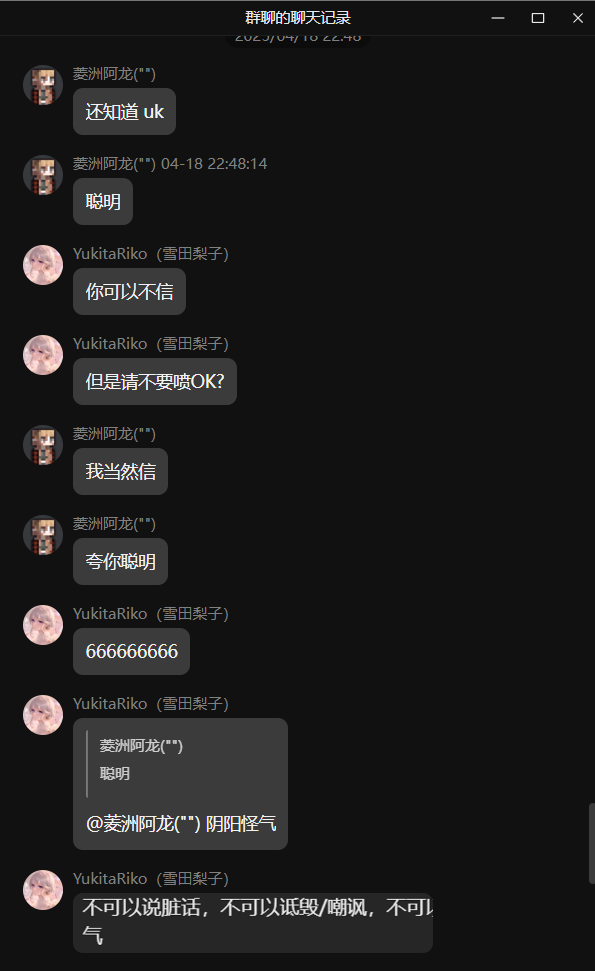 群聊的聊天记录
2025/04/18 22:48
菱洲阿龙("")
还知道 uk
菱洲阿龙("") 04-18 22:48:14
聪明
YukitaRiko（雪田梨子）
你可以不信
YukitaRiko（雪田梨子）
但是请不要喷OK?
菱洲阿龙("")
我当然信
菱洲阿龙("")
夸你聪明
YukitaRiko（雪田梨子）
666666666
YukitaRiko（雪田梨子）
菱洲阿龙("")
聪明
@菱洲阿龙("") 阴阳怪气
YukitaRiko（雪田梨子）
不可以说脏话，不可以诋毁/嘲讽，不可
气